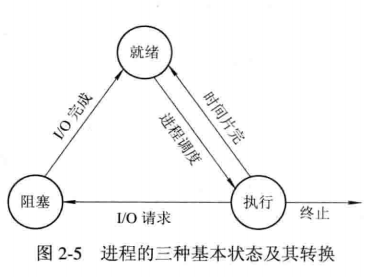 就绪
I/O 完成
进程调度
时间片完
阻塞
I/O 请求
执行
终止
图 2-5 进程的三种基本状态及其转换